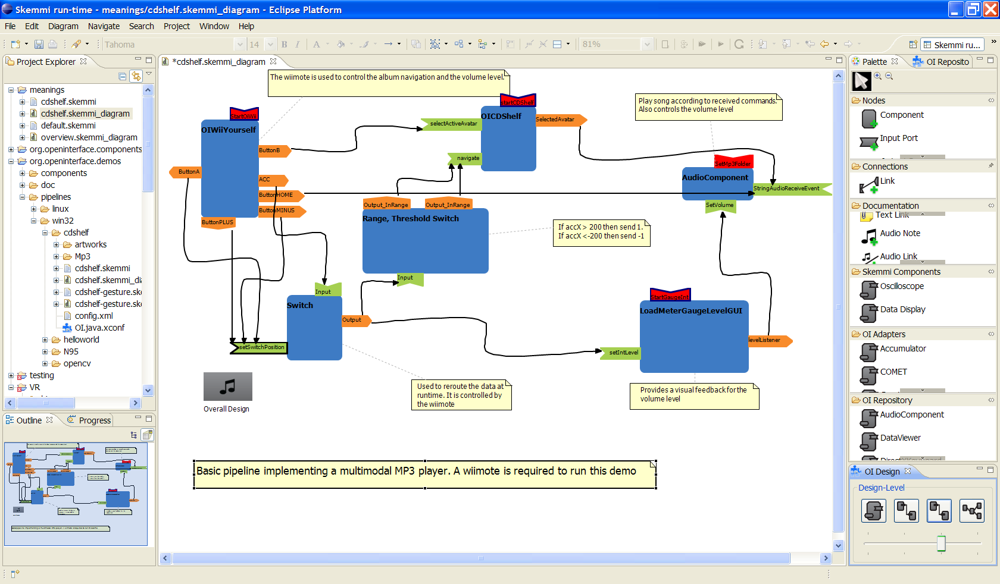 Skemmi run-time - meanings/cdshelf.skemmi_diagram - Eclipse Platform
File Edit Diagram Navigate Search Project Window Help
Tahoma 14 B I A 81% Skemmi ru... »
Project Explorer
meanings
cdshelf.skemmi
cdshelf.skemmi_diagram
default.skemmi
overview.skemmi_diagram
org.openinterface.components
org.openinterface.demos
components
doc
pipelines
linux
win32
cdshelf
artworks
Mp3
cdshelf.skemmi
cdshelf.skemmi_di
cdshelf-gesture.sk
cdshelf-gesture.sk
config.xml
OI.java.xconf
helloworld
N95
opencv
testing
VR
Outline Progress
*cdshelf.skemmi_diagram
The wiimote is used to control the album navigation and the volume level.
StartOiWii
OIWiiYourself
ButtonA
ButtonB
ACC
ButtonHOME
ButtonMINUS
ButtonPLUS
startCDShelf
OICDShelf
selectActiveAvatar
SelectedAvatar
navigate
Play song according to received commands.
Also controls the volume level
SetMp3Folder
AudioComponent
StringAudioReceiveEvent
SetVolume
Output_InRange
Output_InRange
Range, Threshold Switch
Input
If accX > 200 then send 1.
If accX <-200 then send -1
Input
Switch
Output
setSwitchPosition
StartGaugeInt
LoadMeterGaugeLevelGUI
setIntLevel
levelListener
Overall Design
Used to reroute the data at
runtime. It is controlled by
the wiimote
Provides a visual feedback for the
volume level
Basic pipeline implementing a multimodal MP3 player. A wiimote is required to run this demo
Palette OI Reposito
Nodes
Component
Input Port
Connections
Link
Documentation
Text Link
Audio Note
Audio Link
Skemmi Components
Oscilloscope
Data Display
OI Adapters
Accumulator
COMET
OI Repository
AudioComponent
DataViewer
OI Design
Design-Level